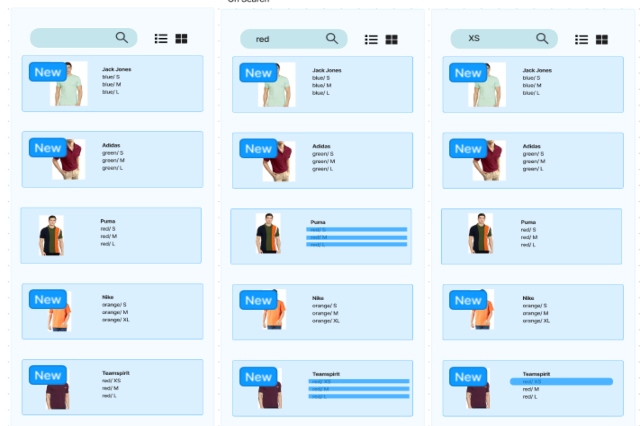 On Search
New
Jack Jones
blue/ S
blue/ M
blue/ L
New
Adidas
green/ S
green/ M
green/ L
Puma
red/ S
red/ M
red/ L
New
Nike
orange/ S
orange/ M
orange/ XL
New
Teamspirit
red/ XS
red/ M
red/ L
red
New
Jack Jones
blue/ S
blue/ M
blue/ L
New
Adidas
green/ S
green/ M
green/ L
Puma
red/ S
red/ M
red/ L
New
Nike
orange/ S
orange/ M
orange/ XL
New
Teamspirit
red/ XS
red/ M
red/ L
XS
New
Jack Jones
blue/ S
blue/ M
blue/ L
New
Adidas
green/ S
green/ M
green/ L
Puma
red/ S
red/ M
red/ L
New
Nike
orange/ S
orange/ M
orange/ XL
New
Teamspirit
red/ XS
red/ M
red/ L